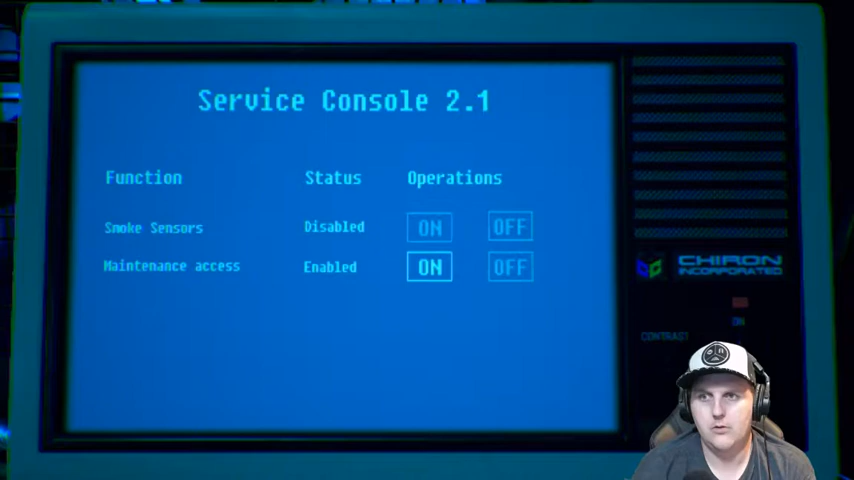 Service Console 2.1
Function Status Operations
Smoke Sensors Disabled ON OFF
Maintenance access Enabled ON OFF
CHIRON
INCORPORATED
ON
CONTRAST